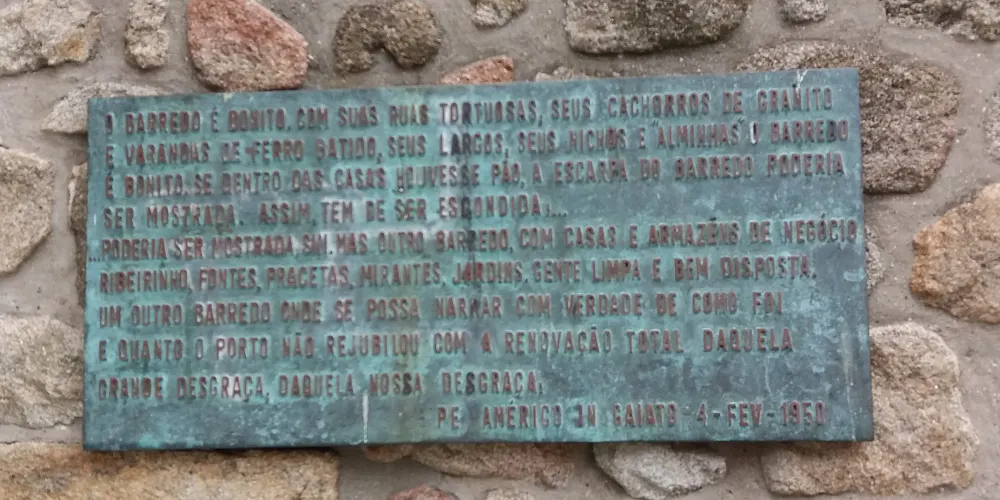 O BARREDO É BONITO, COM SUAS RUAS TORTUOSAS, SEUS CACHORROS DE GRANITO
E VARANDAS DE FERRO BATIDO, SEUS LARGOS, SEUS NICHOS E "ALMINHAS" O BARREDO
É BONITO. SE DENTRO DAS CASAS HOUVESSE PÃO, A ESCARPA DO BARREDO PODERIA
SER MOSTRADA. ASSIM, TEM DE SER ESCONDIDA....
...PODERIA SER MOSTRADA, SIM. MAS OUTRO BARREDO, COM CASAS E ARMAZÉNS DE NEGÓCIO
RIBEIRINHO, FONTES, PRACETAS, MIRANTES, JARDINS. GENTE LIMPA E BEM DISPOSTA.
UM OUTRO BARREDO ONDE SE POSSA NARRAR COM VERDADE DE COMO FOI
E QUANTO O PORTO NÃO REJUBILOU COM A RENOVAÇÃO TOTAL DAQUELA
GRANDE DESGRAÇA, DAQUELA NOSSA DESGRAÇA.
PE. AMÉRICO IN GAIATO-4-FEV-1950